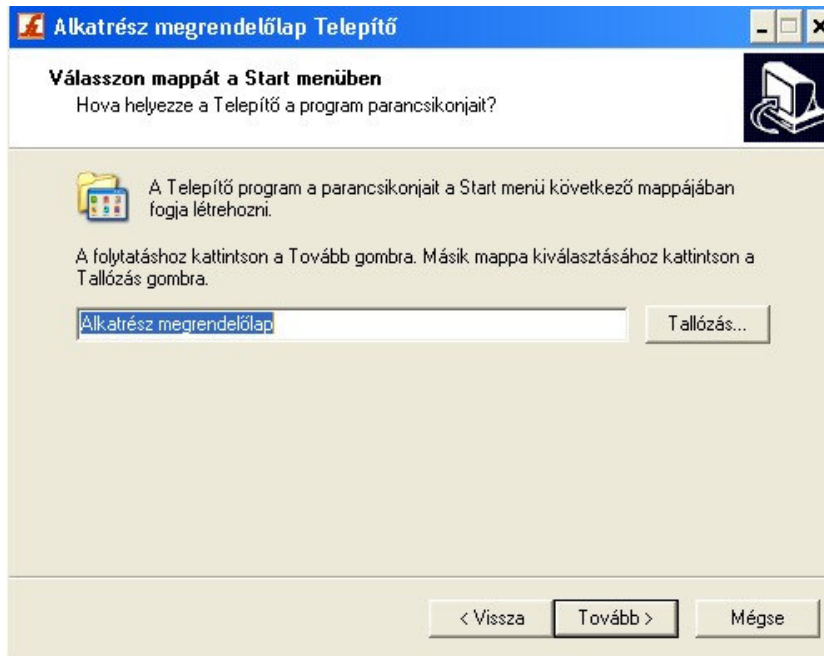 Alkatrész megrendelőlap Telepítő
Válasszon mappát a Start menüben
Hova helyezze a Telepítő a program parancsikonjait?
A Telepítő program a parancsikonjait a Start menü következő mappájában
fogja létrehozni.
A folytatáshoz kattintson a Tovább gombra. Másik mappa kiválasztásához kattintson a
Tallózás gombra.
Alkatrész megrendelőlap
Tallózás...
< Vissza
Tovább >
Mégse